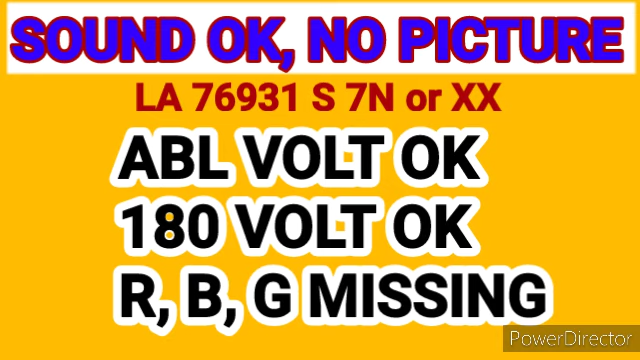 SOUND OK, NO PICTURE
LA 76931 S 7N or XX
ABL VOLT OK
180 VOLT OK
R, B, G MISSING
PowerDirector